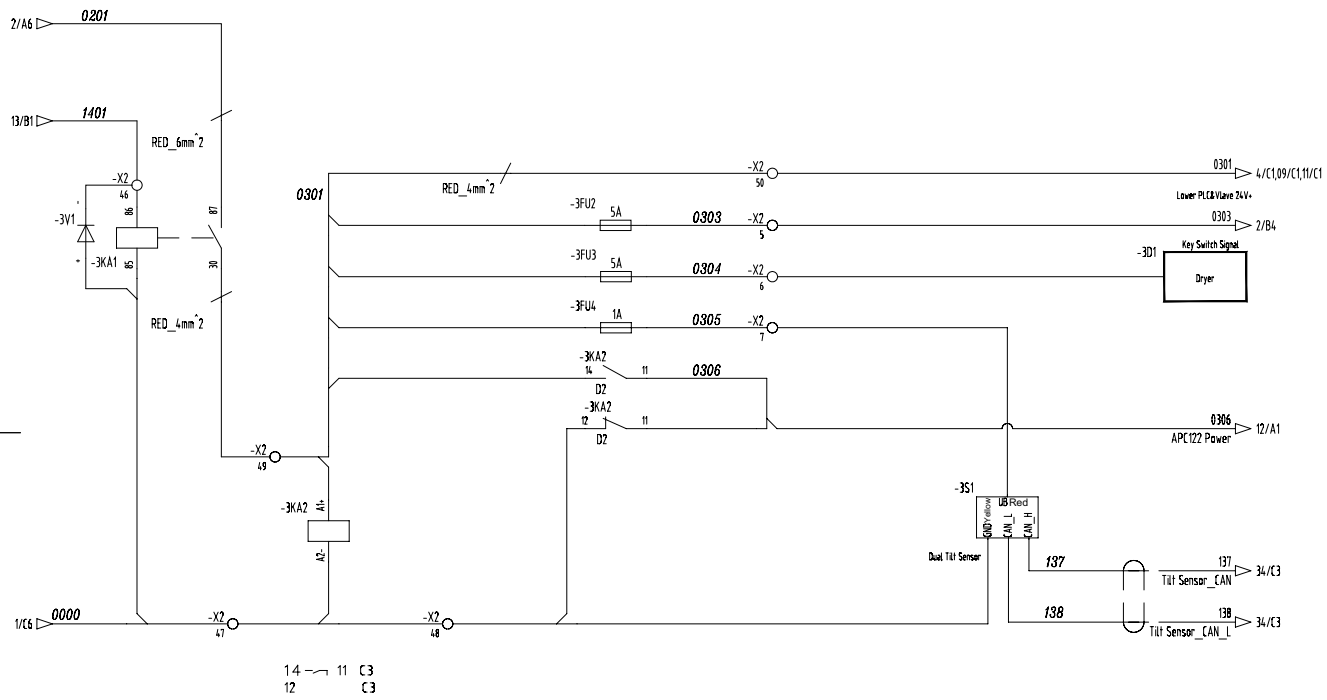 2/A6 0201
13/B1 1401
RED_6mm^2
-X2
46
86
87
-3V1
-
+
-3KA1
85
30
RED_4mm^2
0301
RED_4mm^2
-X2
50
0301
4/C1,09/C1,11/C1
Lower PLC&Vlave 24V+
-3FU2
5A
0303
-X2
5
0303
2/B4
Key Switch Signal
-3FU3
5A
0304
-X2
6
-3D1
Dryer
-3FU4
1A
0305
-X2
7
-3KA2
14
11
0306
D2
-3KA2
12
11
D2
0306
12/A1
APC122 Power
-X2
49
-3KA2
A1+
A2-
-3S1
UB Red
GND Yellow
CAN_L
CAN_H
Dual Tilt Sensor
137
137
34/C3
Tilt Sensor_CAN
138
138
34/C3
Tilt Sensor_CAN_L
1/C6 0000
-X2
47
-X2
48
14 11 C3
12 C3